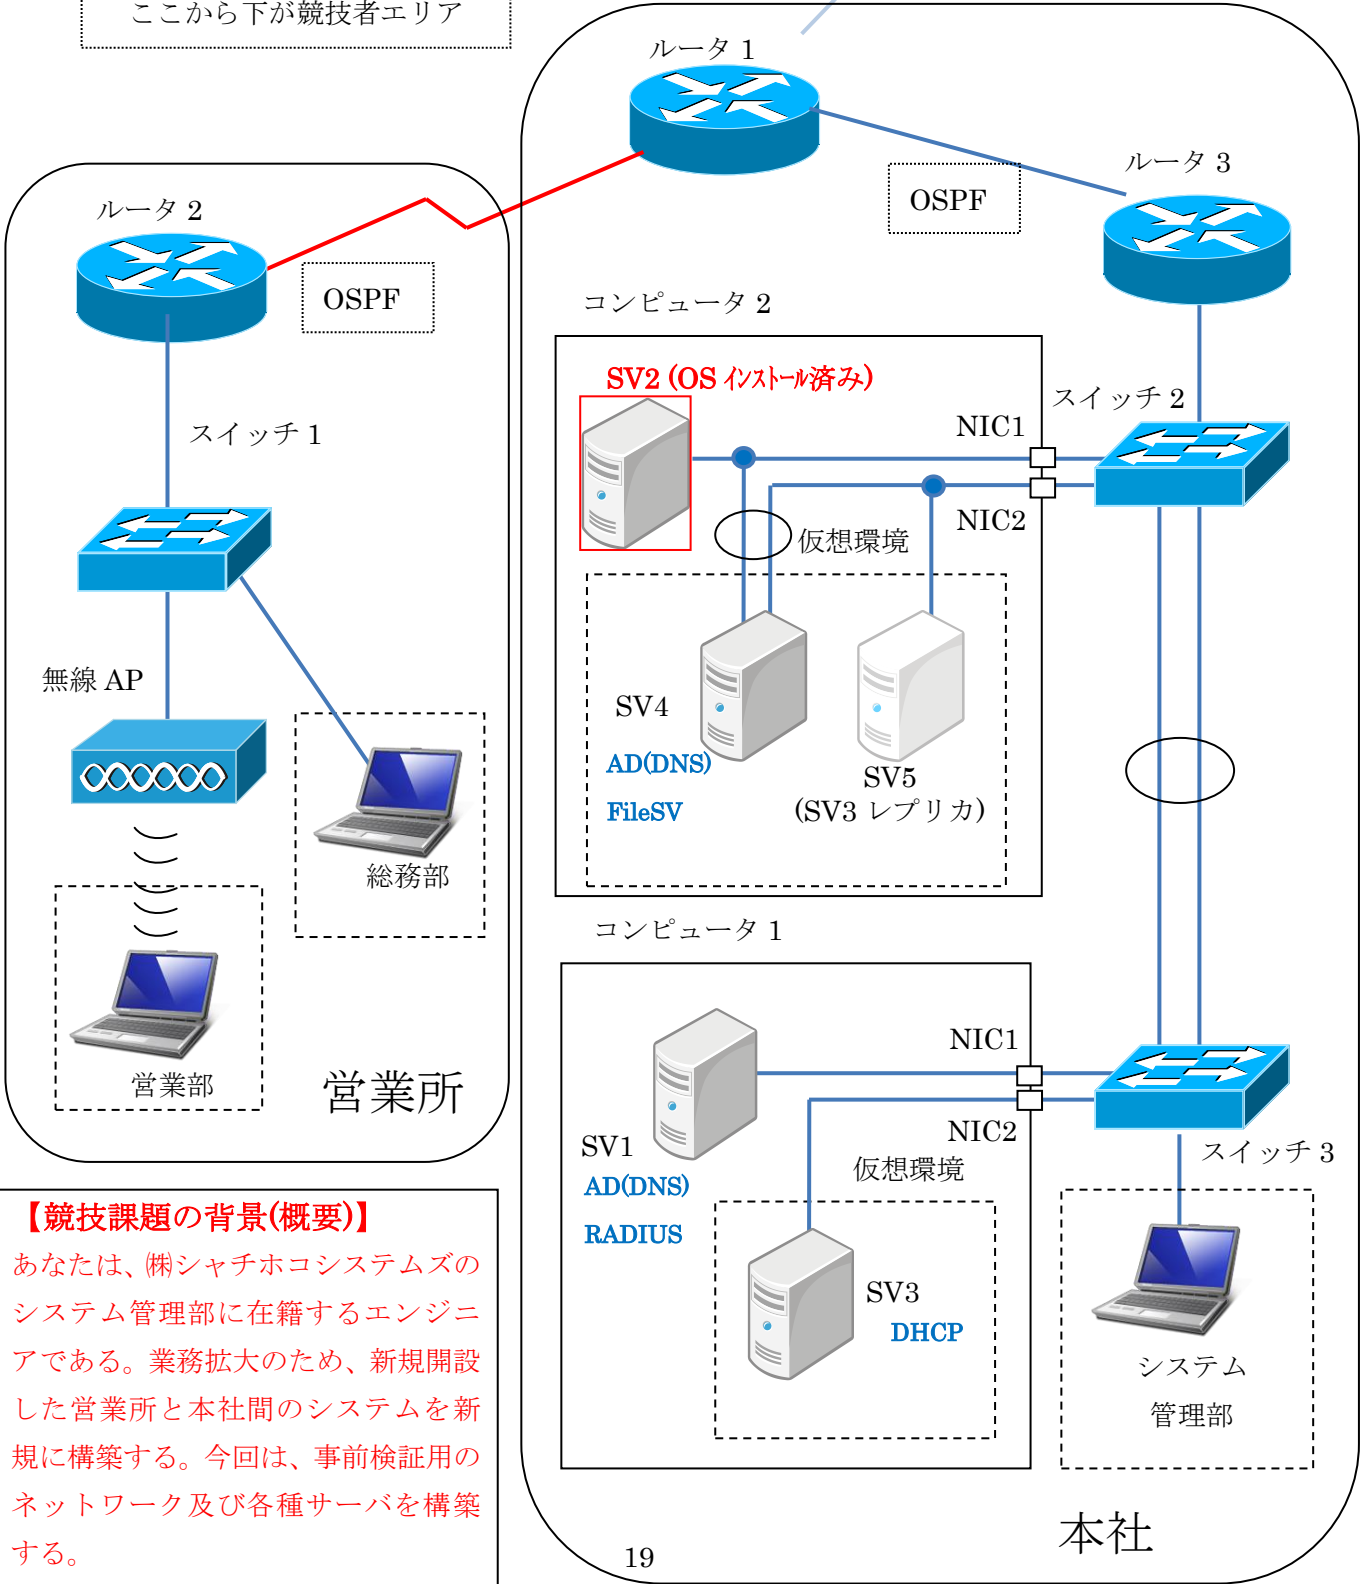 ここから下が競技者エリア
ルータ 1
ルータ 3
OSPF
ルータ 2
OSPF
コンピュータ 2
SV2 (OS ｲﾝｽﾄｰﾙ済み)
スイッチ 2
NIC1
NIC2
スイッチ 1
仮想環境
無線 AP
SV4
AD(DNS)
FileSV
SV5
(SV3 レプリカ)
総務部
営業部
営業所
コンピュータ 1
NIC1
NIC2
SV1
AD(DNS)
RADIUS
仮想環境
スイッチ 3
SV3
DHCP
システム
管理部
本社
【競技課題の背景(概要)】
あなたは、㈱シャチホコシステムズの
システム管理部に在籍するエンジニ
アである。業務拡大のため、新規開設
した営業所と本社間のシステムを新
規に構築する。今回は、事前検証用の
ネットワーク及び各種サーバを構築
する。
19